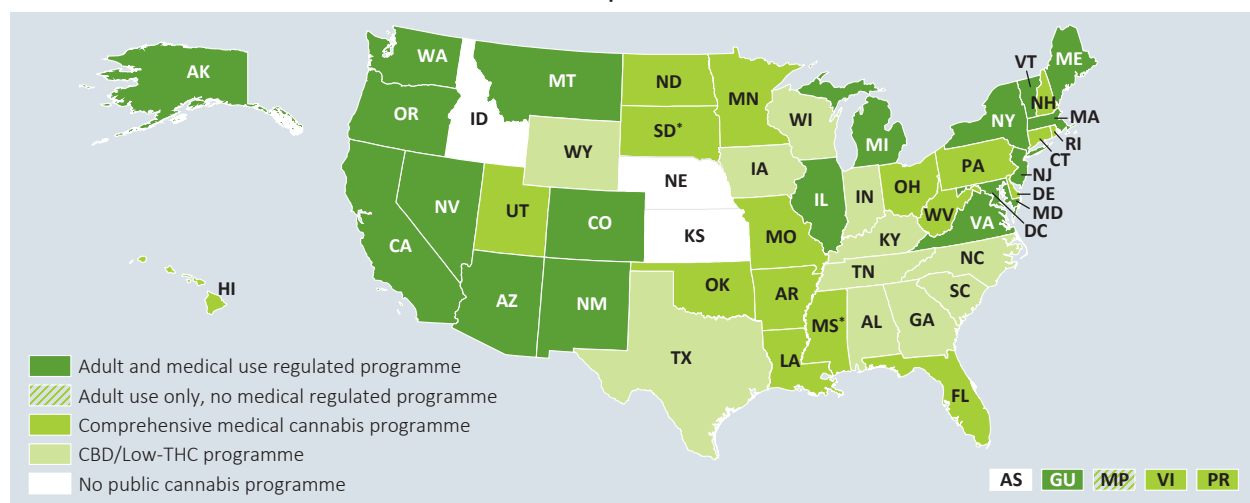 AK
WA
MT
ND
MN
VT
ME
OR
ID
SD*
WI
NY
NH
MA
WY
MI
RI
CT
IA
PA
NJ
NE
NV
UT
CO
IL
IN
OH
DE
MD
WV
VA
DC
CA
KS
MO
KY
NC
TN
HI
AZ
NM
OK
AR
SC
MS*
AL
GA
TX
LA
FL
Adult and medical use regulated programme
Adult use only, no medical regulated programme
Comprehensive medical cannabis programme
CBD/Low-THC programme
No public cannabis programme
AS GU MP VI PR